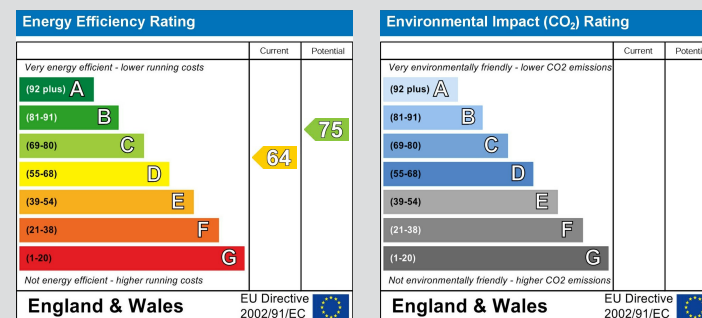 Energy Efficiency Rating
Current Potential
Very energy efficient - lower running costs
(92 plus) A
(81-91) B
(69-80) C
(55-68) D
(39-54) E
(21-38) F
(1-20) G
64
75
Not energy efficient - higher running costs
England & Wales
EU Directive
2002/91/EC
Environmental Impact (CO₂) Rating
Current Potenti
Very environmentally friendly - lower CO2 emissions
(92 plus) A
(81-91) B
(69-80) C
(55-68) D
(39-54) E
(21-38) F
(1-20) G
Not environmentally friendly - higher CO2 emissions
England & Wales
EU Directive
2002/91/EC